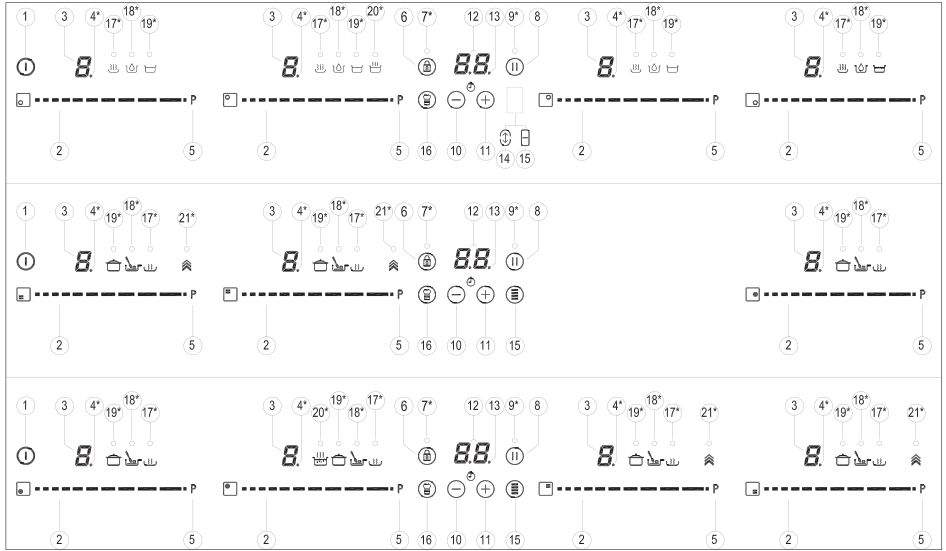 18* 18* 20* 18* 18*
1 3 4* 17* 19* 3 4* 17* 19* 6 7* 12 13 9* 8 3 4* 17* 19* 3 4* 17* 19*
8. 8. 8.8. 8. 8.
P P P P
2 5 2 5 16 10 11 14 15 2 5 2 5
18* 18* 18*
1 3 4* 19* 17* 21* 3 4* 19* 17* 21* 6 7* 12 13 9* 8 3 4* 19* 17*
8. 8. 8.8. 8.
P P P
2 5 2 5 16 10 11 15 2 5
18* 19* 17* 18* 18*
1 3 4* 19* 17* 3 4* 20* 18* 6 7* 12 13 9* 8 3 4* 19* 17* 21* 3 4* 19* 17* 21*
8. 8. 8.8. 8. 8.
P P P P
2 5 2 5 16 10 11 15 2 5 2 5